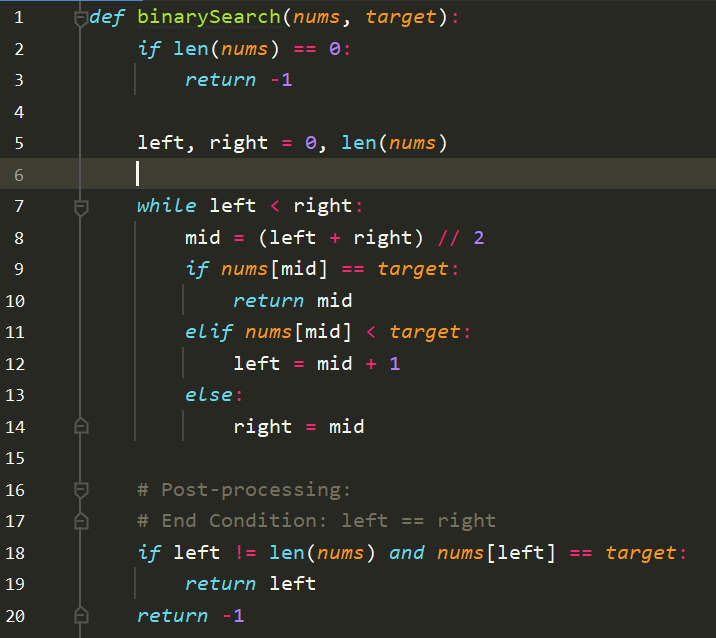 1 def binarySearch(nums, target):
2     if len(nums) == 0:
3         return -1
4
5     left, right = 0, len(nums)
6
7     while left < right:
8         mid = (left + right) // 2
9         if nums[mid] == target:
10             return mid
11         elif nums[mid] < target:
12             left = mid + 1
13         else:
14             right = mid
15
16     # Post-processing:
17     # End Condition: left == right
18     if left != len(nums) and nums[left] == target:
19         return left
20     return -1